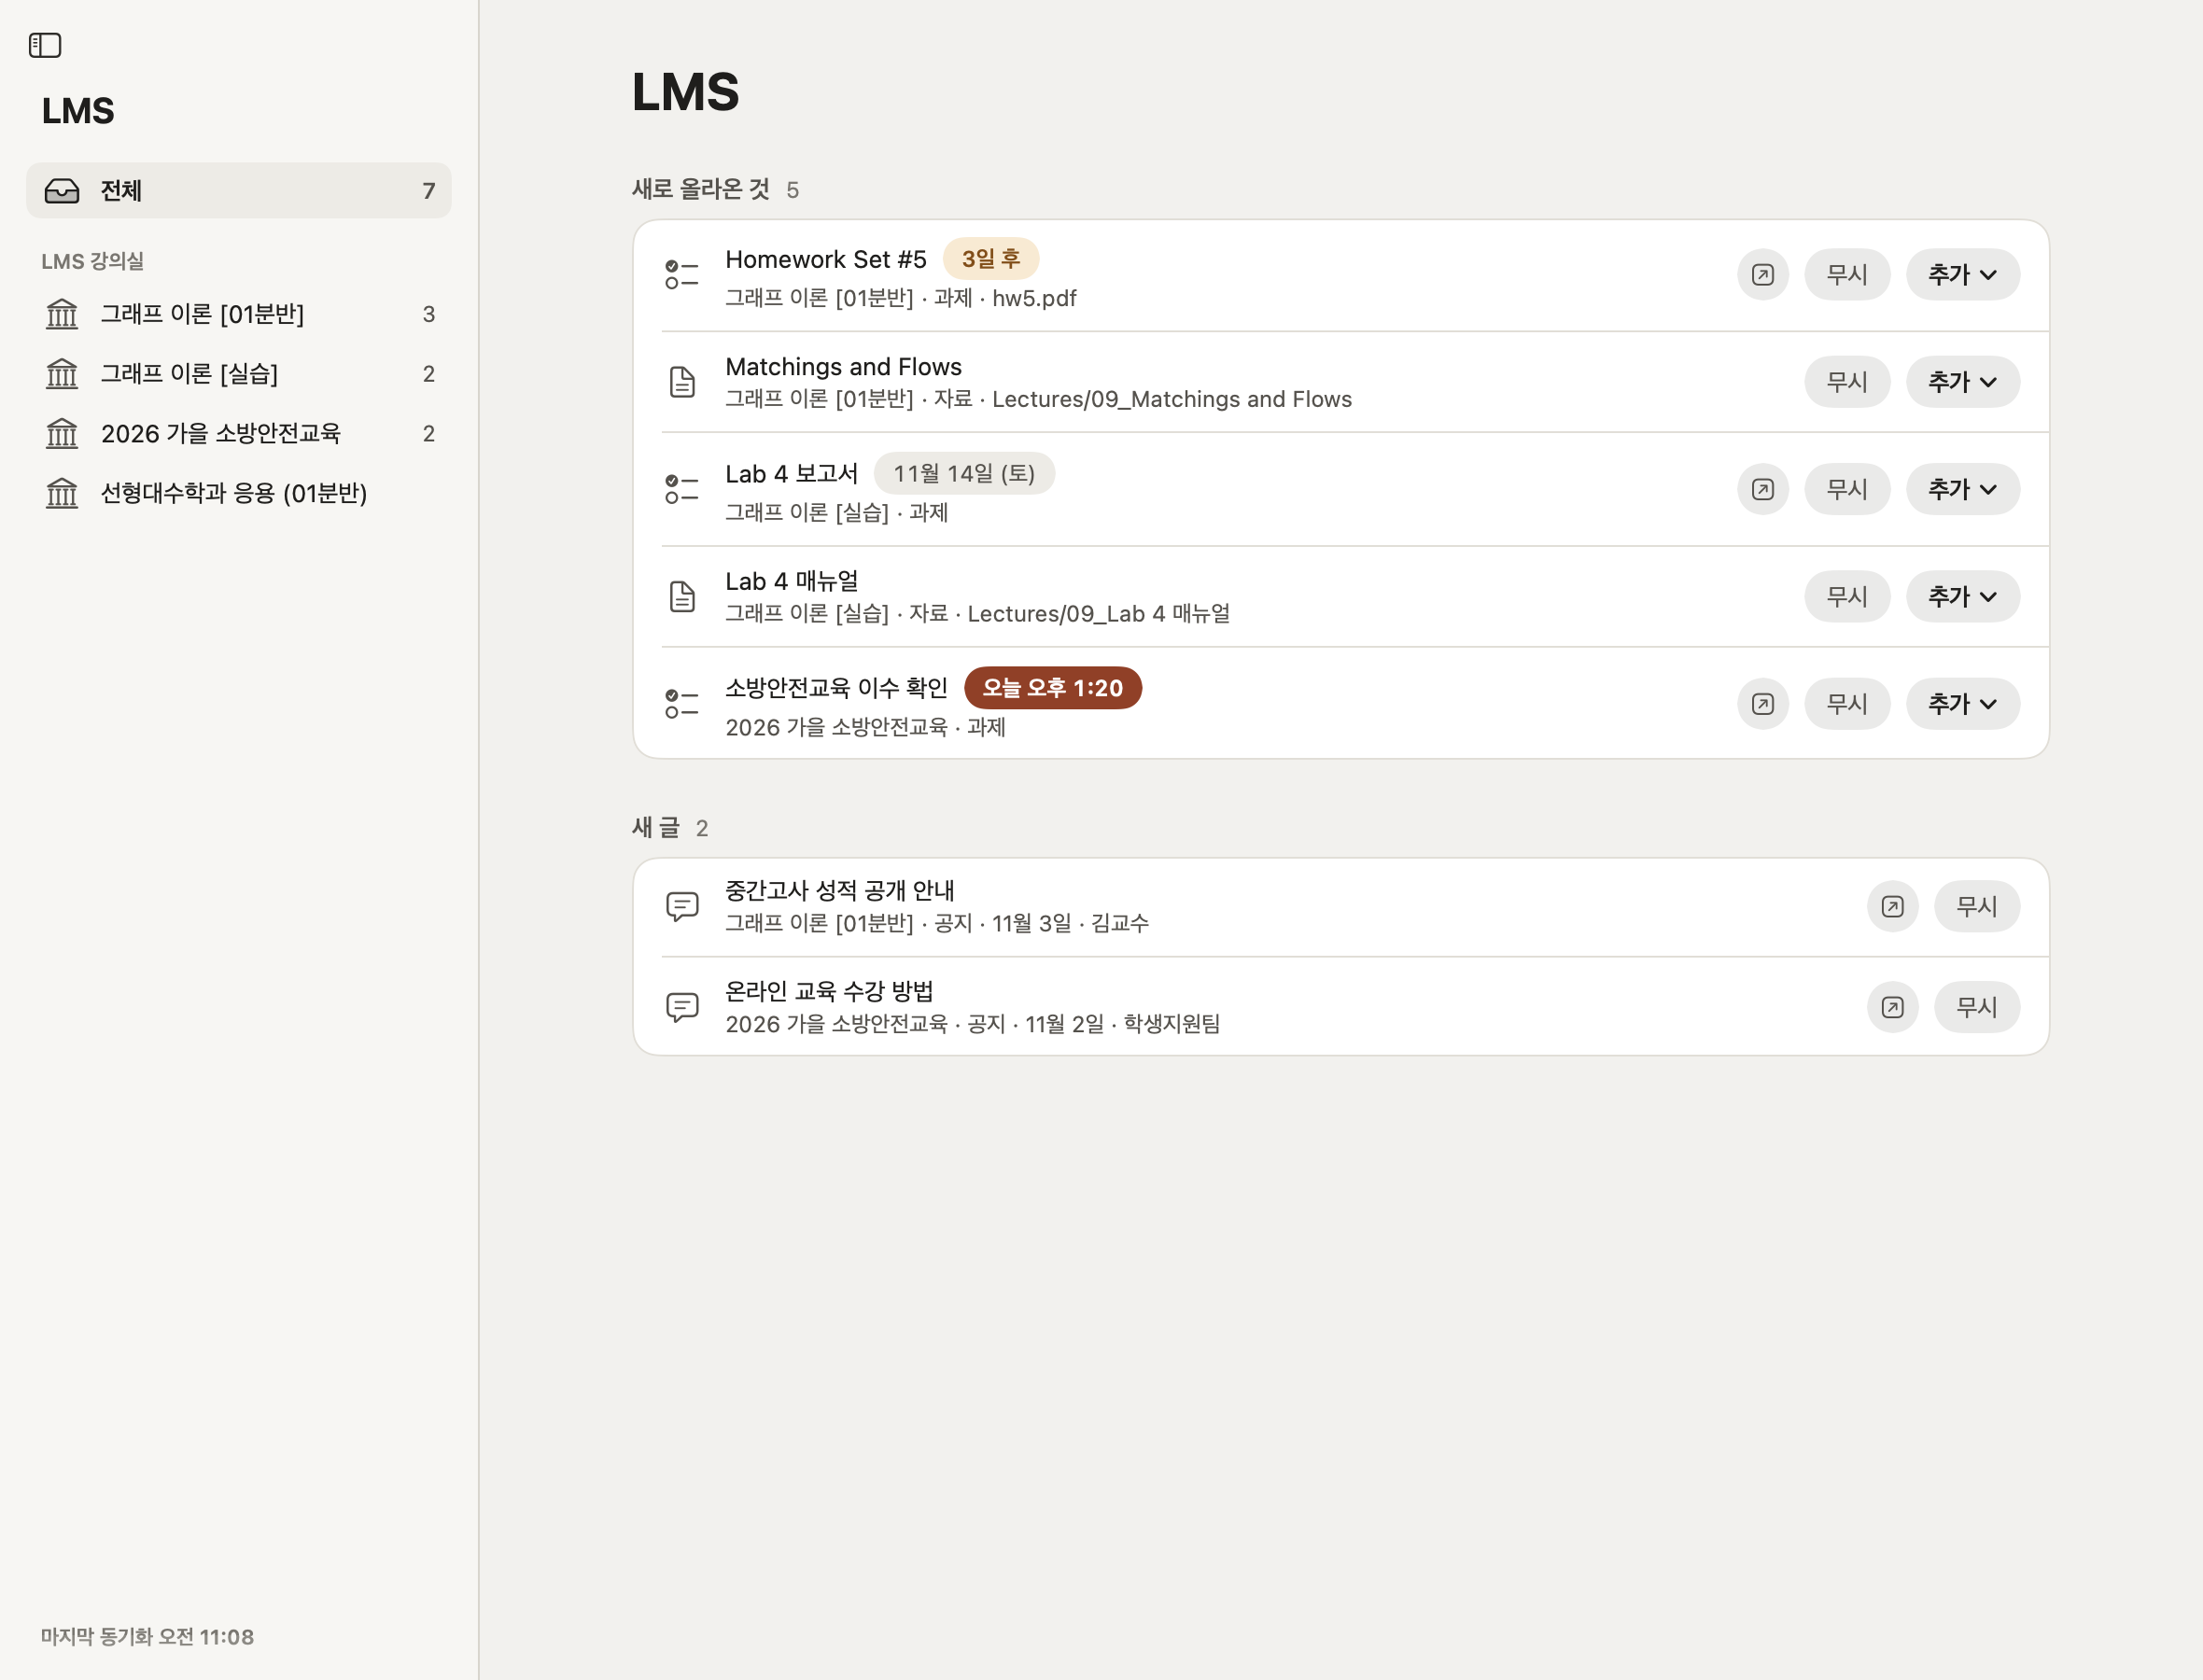 LMS
전체 7
LMS 강의실
그래프 이론 [01분반] 3
그래프 이론 [실습] 2
2026 가을 소방안전교육 2
선형대수학과 응용 (01분반)
마지막 동기화 오전 11:08
LMS
새로 올라온 것 5
Homework Set #5 3일 후
그래프 이론 [01분반] · 과제 · hw5.pdf
무시 추가
Matchings and Flows
그래프 이론 [01분반] · 자료 · Lectures/09_Matchings and Flows
무시 추가
Lab 4 보고서 11월 14일 (토)
그래프 이론 [실습] · 과제
무시 추가
Lab 4 매뉴얼
그래프 이론 [실습] · 자료 · Lectures/09_Lab 4 매뉴얼
무시 추가
소방안전교육 이수 확인 오늘 오후 1:20
2026 가을 소방안전교육 · 과제
무시 추가
새 글 2
중간고사 성적 공개 안내
그래프 이론 [01분반] · 공지 · 11월 3일 · 김교수
무시
온라인 교육 수강 방법
2026 가을 소방안전교육 · 공지 · 11월 2일 · 학생지원팀
무시